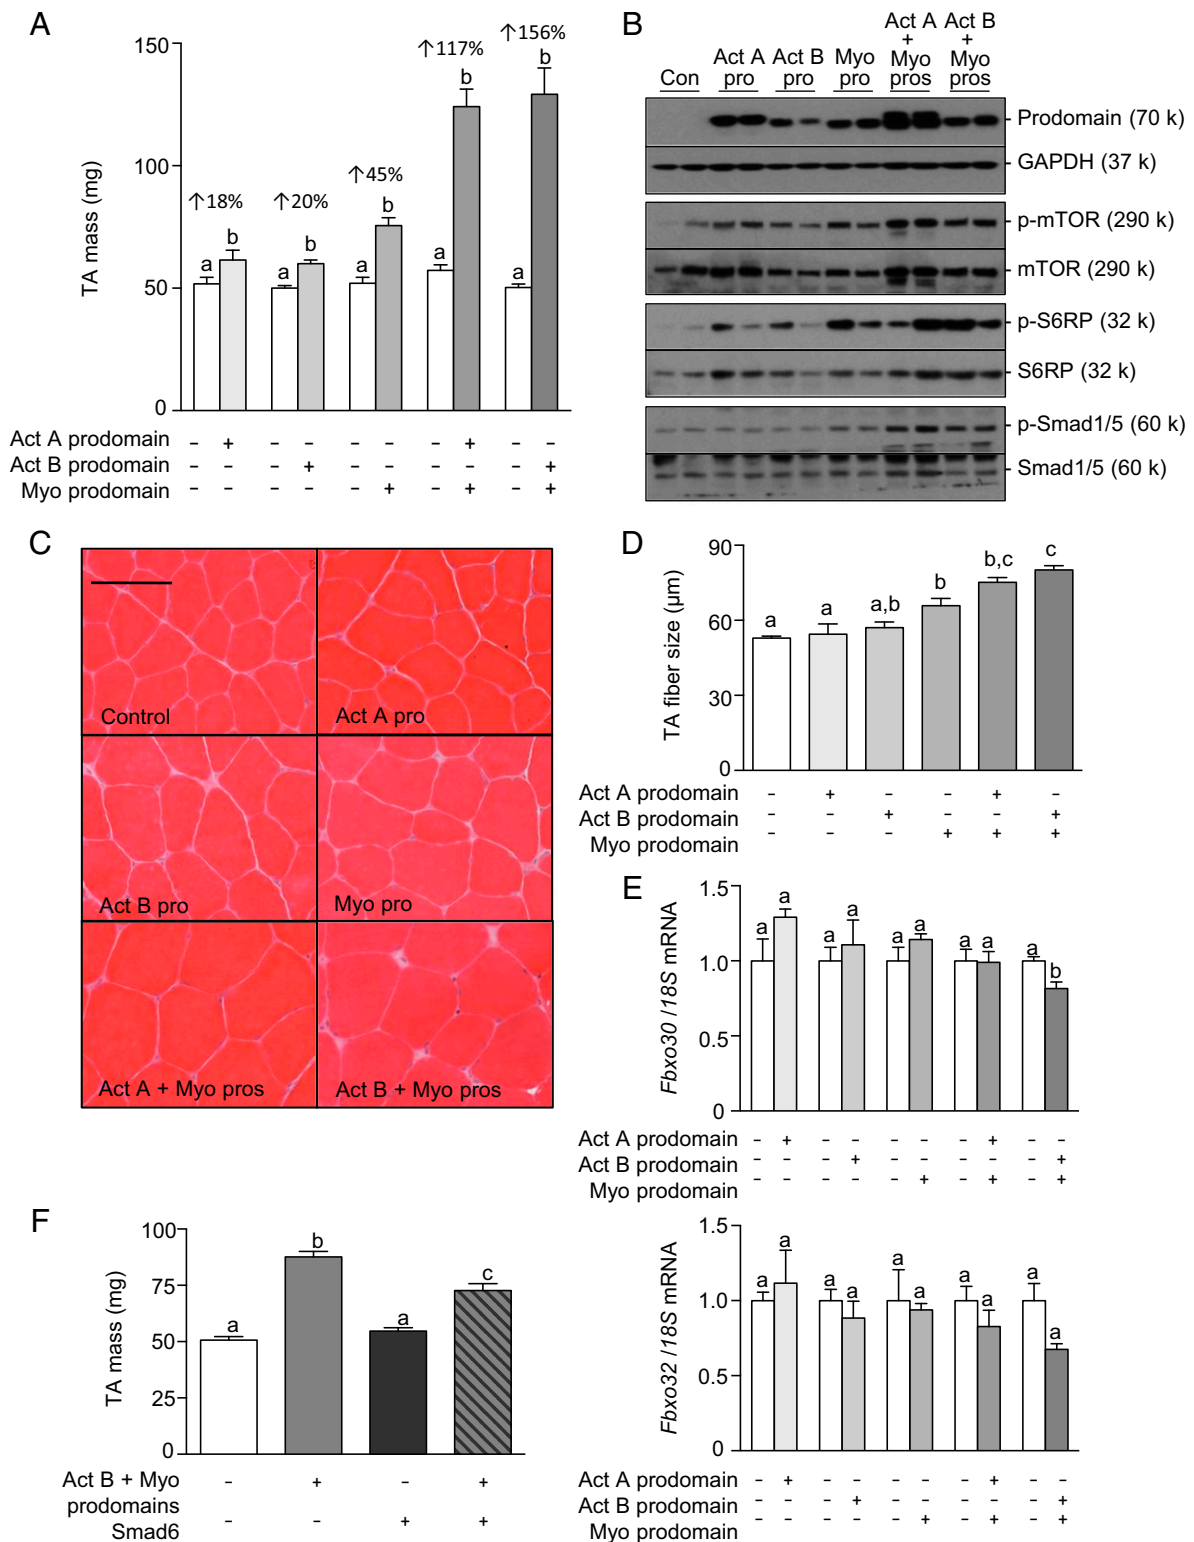 A
150
100
50
0
TA mass (mg)
↑18%
↑20%
↑45%
↑117%
↑156%
a b a b a b a b a b
Act A prodomain – + – – – – – + – –
Act B prodomain – – – + – – – – – +
Myo prodomain – – – – – + – + – +
B
Con
Act A
pro
Act B
pro
Myo
pro
Act A
+
Myo
pros
Act B
+
Myo
pros
Prodomain (70 k)
GAPDH (37 k)
p-mTOR (290 k)
mTOR (290 k)
p-S6RP (32 k)
S6RP (32 k)
p-Smad1/5 (60 k)
Smad1/5 (60 k)
C
Control
Act A pro
Act B pro
Myo pro
Act A + Myo pros
Act B + Myo pros
D
90
60
30
0
TA fiber size (µm)
a a a,b b b,c c
Act A prodomain – + – – + –
Act B prodomain – – + – – +
Myo prodomain – – – + + +
E
1.5
1.0
0.5
0
Fbxo30 /18S mRNA
a a a a a a a a a b
Act A prodomain – + – – – – – + – –
Act B prodomain – – – + – – – – – +
Myo prodomain – – – – – + – + – +
1.5
1.0
0.5
0
Fbxo32 /18S mRNA
a a a a a a a a a a
Act A prodomain – + – – – – – + – –
Act B prodomain – – – + – – – – – +
Myo prodomain – – – – – + – + – +
F
100
75
50
25
0
TA mass (mg)
a b a c
Act B + Myo – + – +
prodomains
Smad6 – – + +